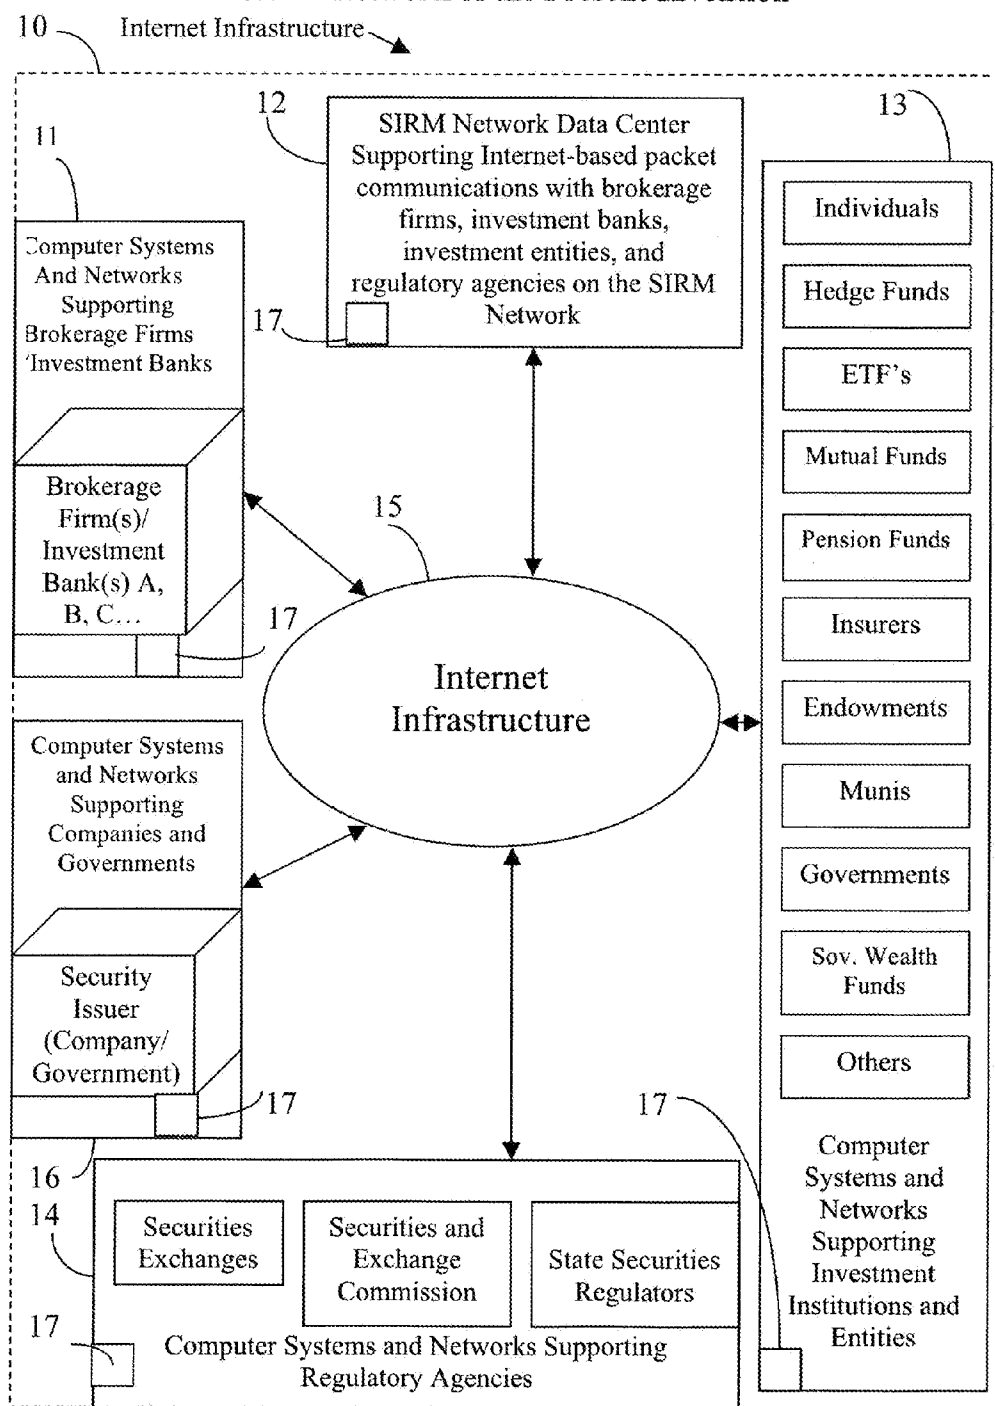 10
Internet Infrastructure
12
13
11
SIRM Network Data Center
Supporting Internet-based packet
communications with brokerage
firms, investment banks,
investment entities, and
regulatory agencies on the SIRM
Network
17
Computer Systems
And Networks
Supporting
Brokerage Firms
/Investment Banks
Brokerage
Firm(s)/
Investment
Bank(s) A,
B, C…
17
15
Internet
Infrastructure
Individuals
Hedge Funds
ETF's
Mutual Funds
Pension Funds
Insurers
Endowments
Munis
Governments
Sov. Wealth
Funds
Others
Computer
Systems and
Networks
Supporting
Investment
Institutions and
Entities
17
Computer Systems
and Networks
Supporting
Companies and
Governments
Security
Issuer
(Company/
Government)
17
16
14
Securities
Exchanges
Securities and
Exchange
Commission
State Securities
Regulators
17
Computer Systems and Networks Supporting
Regulatory Agencies